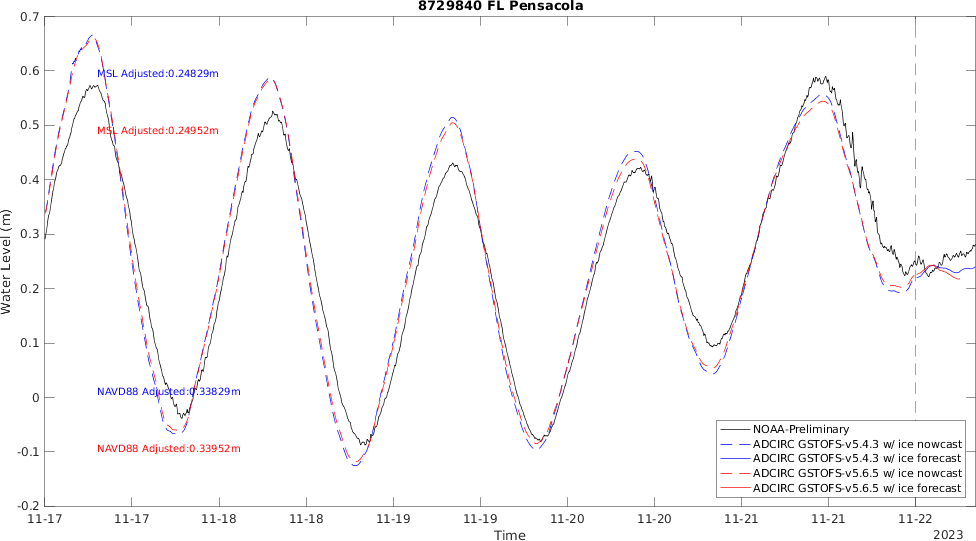 8729840 FL Pensacola
0.7
0.6
0.5
0.4
0.3
0.2
0.1
0
-0.1
-0.2
Water Level (m)
MSL Adjusted:0.24829m
MSL Adjusted:0.24952m
NAVD88 Adjusted:0.33829m
NAVD88 Adjusted:0.33952m
NOAA-Preliminary
ADCIRC GSTOFS-v5.4.3 w/ ice nowcast
ADCIRC GSTOFS-v5.4.3 w/ ice forecast
ADCIRC GSTOFS-v5.6.5 w/ ice nowcast
ADCIRC GSTOFS-v5.6.5 w/ ice forecast
11-17 11-17 11-18 11-18 11-19 11-19 11-20 11-20 11-21 11-21 11-22
Time
2023